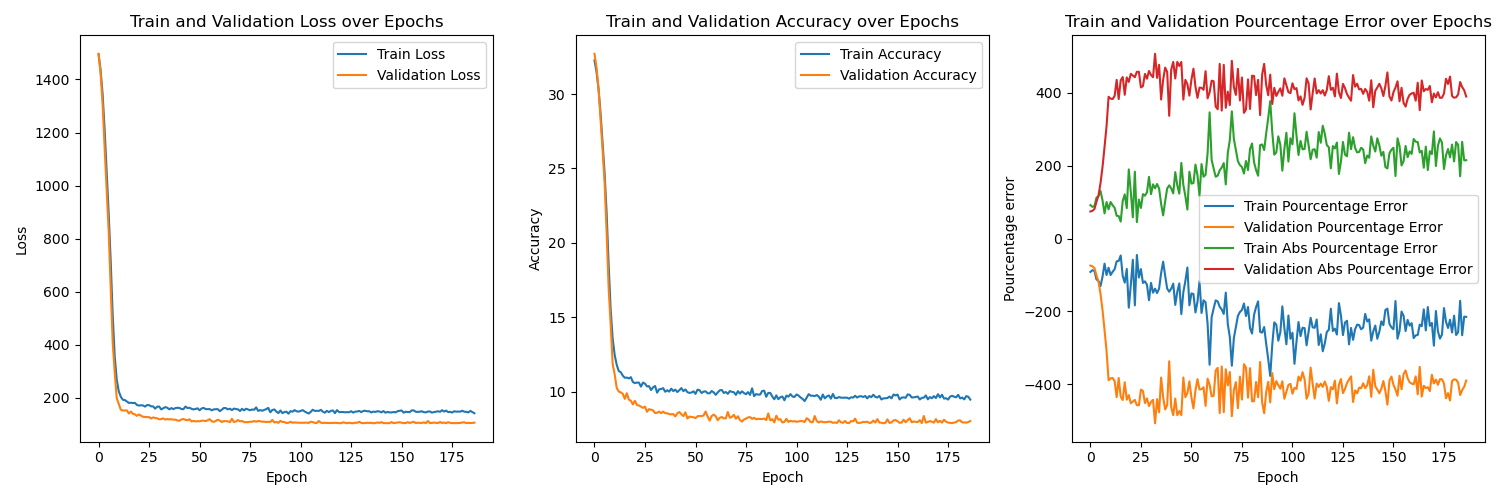 Train and Validation Loss over Epochs
Train Loss
Validation Loss
1400
1200
1000
800
600
400
200
Loss
0
25
50
75
100
125
150
175
Epoch
Train and Validation Accuracy over Epochs
Train Accuracy
Validation Accuracy
30
25
20
15
10
Accuracy
0
25
50
75
100
125
150
175
Epoch
Train and Validation Pourcentage Error over Epochs
400
200
0
−200
−400
Pourcentage error
Train Pourcentage Error
Validation Pourcentage Error
Train Abs Pourcentage Error
Validation Abs Pourcentage Error
0
25
50
75
100
125
150
175
Epoch